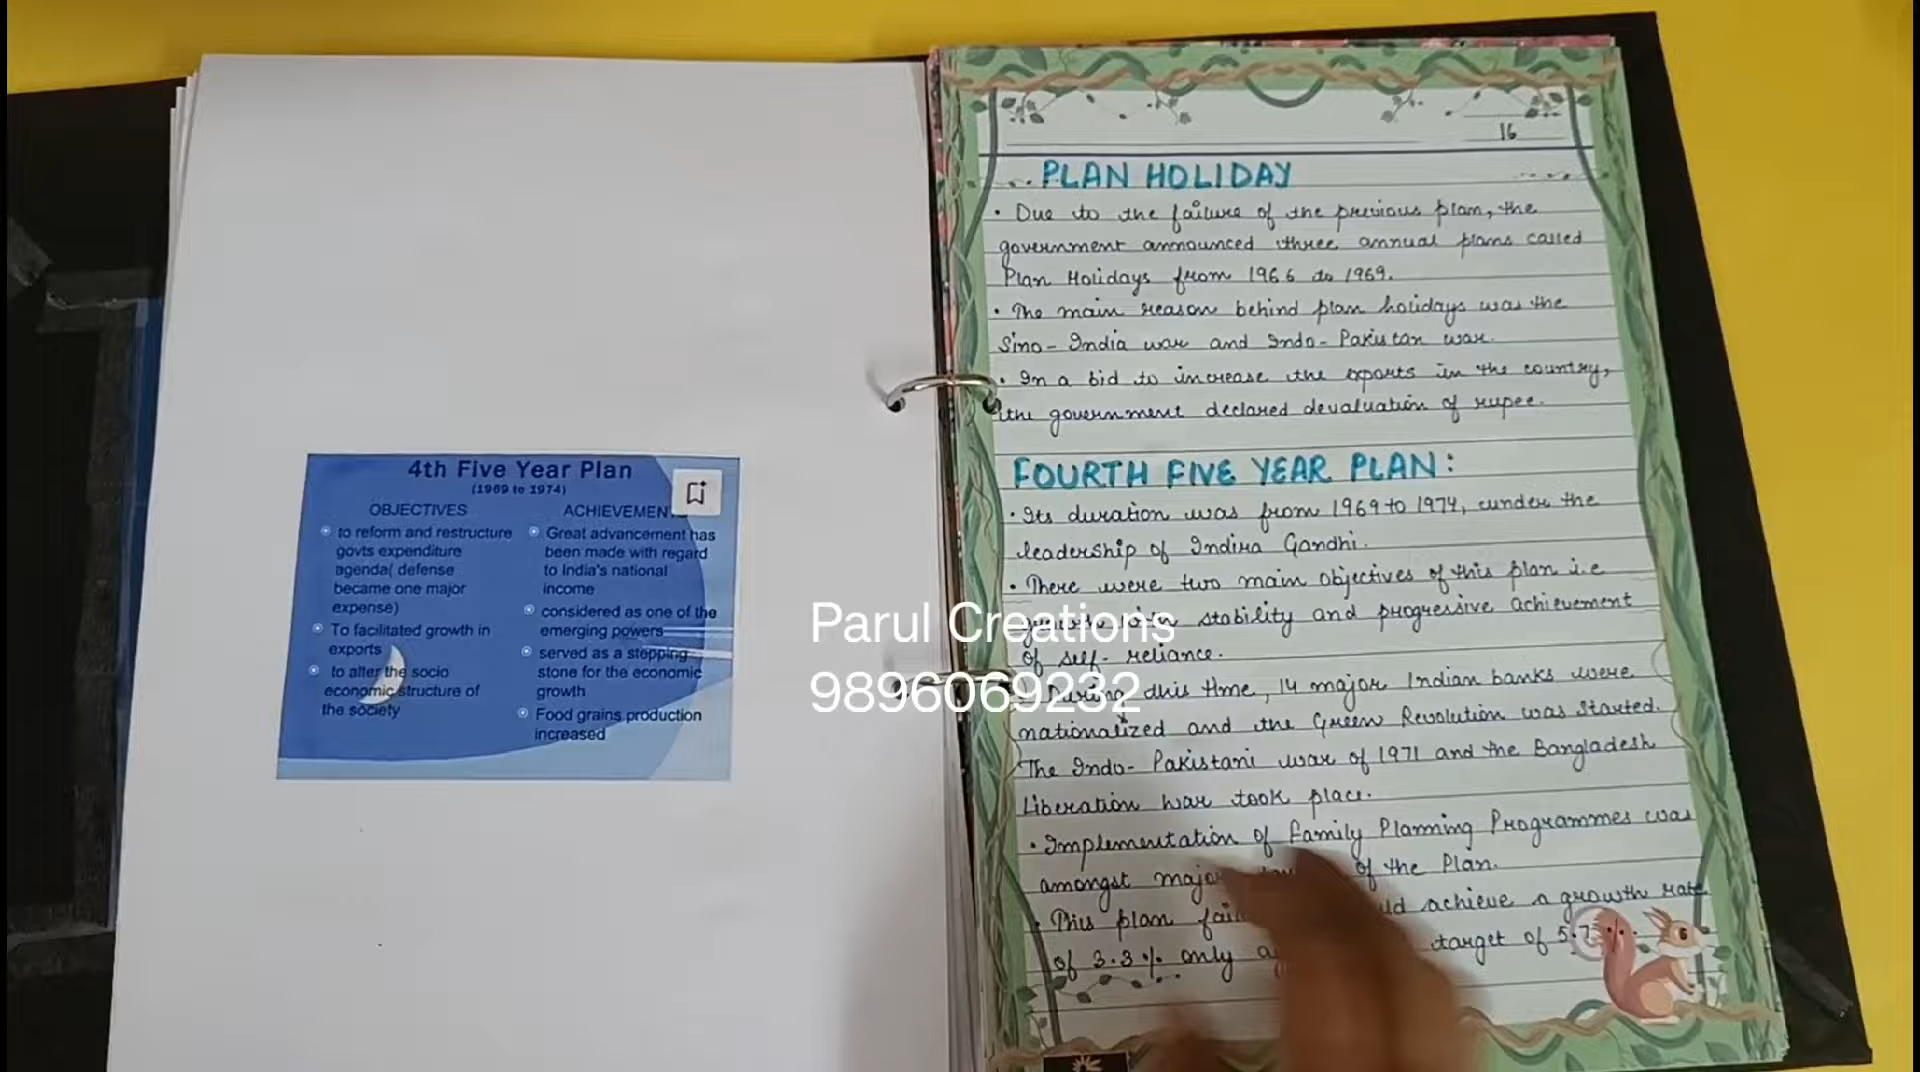 4th Five Year Plan
(1969 to 1974)
OBJECTIVES
to reform and restructure
govts expenditure
agenda( defense
became one major
expense)
To facilitated growth in
exports
to alter the socio
economic structure of
the society
ACHIEVEMENT
Great advancement has
been made with regard
to India's national
income
considered as one of the
emerging powers
served as a stepping
stone for the economic
growth
Food grains production
increased
16
PLAN HOLIDAY
• Due to the failure of the previous plan, the
government announced three annual plans called
Plan Holidays from 1966 to 1969.
• The main reason behind plan holidays was the
Sino-India war and Indo-Pakistan war.
• In a bid to increase the exports in the country,
the government declared devaluation of rupee.
FOURTH FIVE YEAR PLAN:
• Its duration was from 1969 to 1974, under the
leadership of Indira Gandhi.
• There were two main objectives of this plan i.e
growth with stability and progressive achievement
of self-reliance.
During this time, 14 major Indian banks were
nationalized and the Green Revolution was started.
The Indo-Pakistani war of 1971 and the Bangladesh
Liberation War took place.
• Implementation of Family Planning Programmes was
amongst major of the Plan.
• This plan achieve a growth rate
of 3.3% only target of 5.7%.
Parul Creations
9896069232